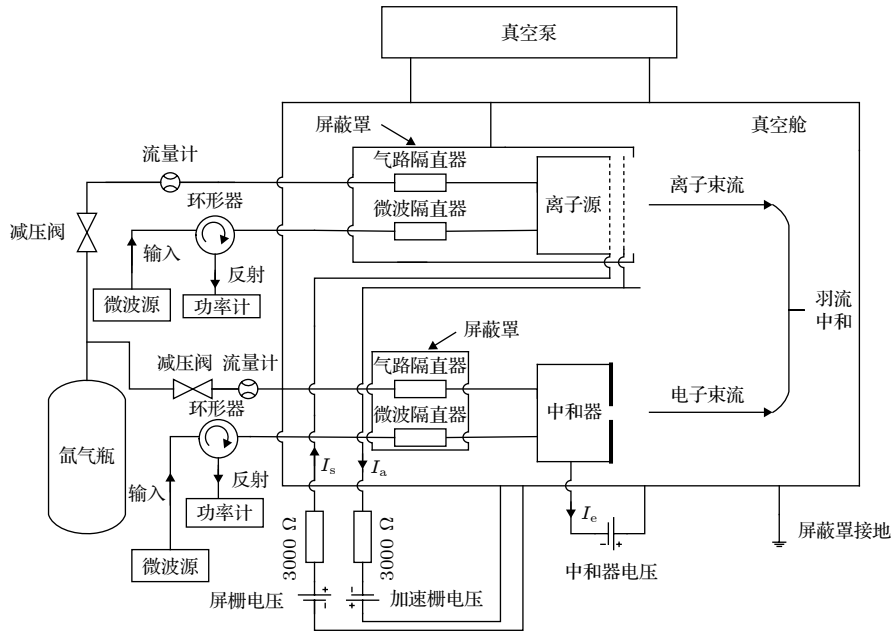 真空泵
真空舱
屏蔽罩
流量计
气路隔直器
离子源
离子束流
环形器
微波隔直器
减压阀
输入
反射
微波源
功率计
羽流
中和
屏蔽罩
减压阀
流量计
气路隔直器
中和器
电子束流
环形器
微波隔直器
氙气瓶
输入
反射
Is
Ia
功率计
Ie
屏蔽罩接地
3000 Ω
3000 Ω
微波源
中和器电压
屏栅电压
加速栅电压
+
-
-
+
-
+